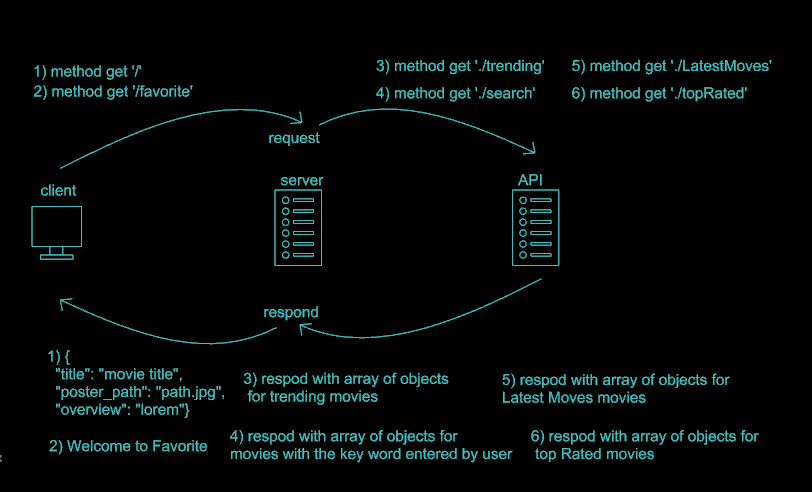 1) method get '/'
2) method get '/favorite'
3) method get './trending'
4) method get './search'
5) method get './LatestMoves'
6) method get './topRated'
request
client
server
API
respond
1) {
"title": "movie title",
"poster_path": "path.jpg",
"overview": "lorem"}
2) Welcome to Favorite
3) respod with array of objects
for trending movies
4) respod with array of objects for
movies with the key word entered by user
5) respod with array of objects for
Latest Moves movies
6) respod with array of objects for
top Rated movies